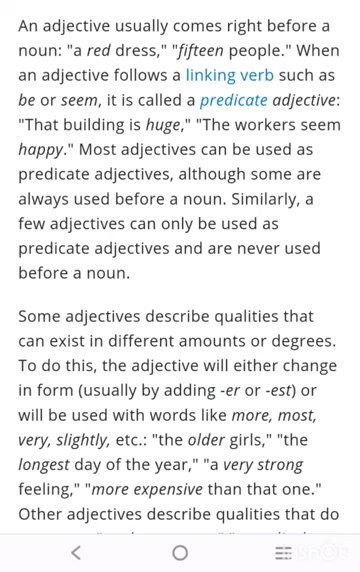 An adjective usually comes right before a
noun: "a red dress," "fifteen people." When
an adjective follows a linking verb such as
be or seem, it is called a predicate adjective:
"That building is huge," "The workers seem
happy." Most adjectives can be used as
predicate adjectives, although some are
always used before a noun. Similarly, a
few adjectives can only be used as
predicate adjectives and are never used
before a noun.
Some adjectives describe qualities that
can exist in different amounts or degrees.
To do this, the adjective will either change
in form (usually by adding -er or -est) or
will be used with words like more, most,
very, slightly, etc.: "the older girls," "the
longest day of the year," "a very strong
feeling," "more expensive than that one."
Other adjectives describe qualities that do